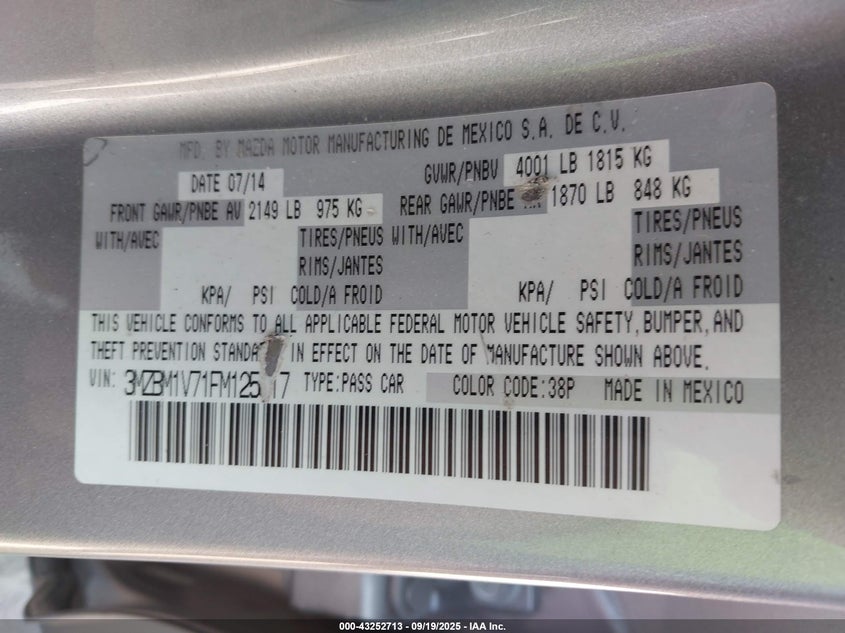 MFD. BY MAZDA MOTOR MANUFACTURING DE MEXICO S.A. DE C.V.
DATE 07/14 GVWR/PNBV 4001 LB 1815 KG
FRONT GAWR/PNBE AV 2149 LB 975 KG REAR GAWR/PNBE 1870 LB 848 KG
WITH/AVEC TIRES/PNEUS WITH/AVEC TIRES/PNEUS
RIMS/JANTES RIMS/JANTES
KPA/ PSI COLD/A FROID KPA/ PSI COLD/A FROID
THIS VEHICLE CONFORMS TO ALL APPLICABLE FEDERAL MOTOR VEHICLE SAFETY, BUMPER, AND
THEFT PREVENTION IN EFFECT ON THE DATE OF MANUFACTURE SHOWN ABOVE.
VIN: TYPE:PASS CAR COLOR CODE:38P MADE IN MEXICO
000-43252713 - 09/19/2025 - IAA Inc.